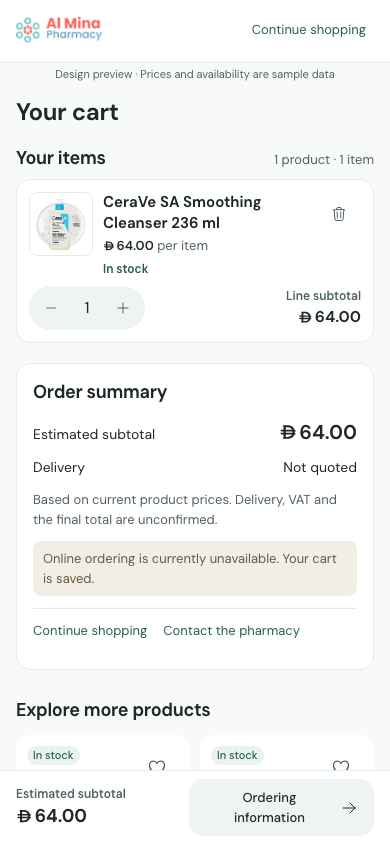 Al Mina
Pharmacy
Continue shopping
Design preview · Prices and availability are sample data
Your cart
Your items
1 product · 1 item
CeraVe SA Smoothing
Cleanser 236 ml
64.00 per item
In stock
1
Line subtotal
64.00
Order summary
Estimated subtotal
64.00
Delivery
Not quoted
Based on current product prices. Delivery, VAT and
the final total are unconfirmed.
Online ordering is currently unavailable. Your cart
is saved.
Continue shopping
Contact the pharmacy
Explore more products
In stock
In stock
Estimated subtotal
64.00
Ordering
information